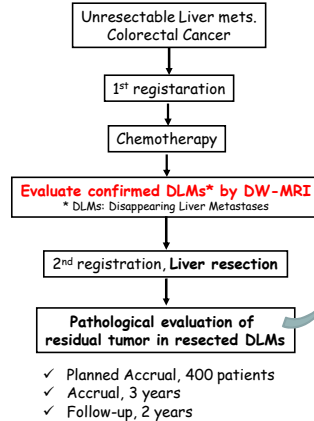 Unresectable Liver mets.
Colorectal Cancer
1st registaration
Chemotherapy
Evaluate confirmed DLMs* by DW-MRI
* DLMs: Disappearing Liver Metastases
2nd registration, Liver resection
Pathological evaluation of
residual tumor in resected DLMs
✓ Planned Accrual, 400 patients
✓ Accrual, 3 years
✓ Follow-up, 2 years